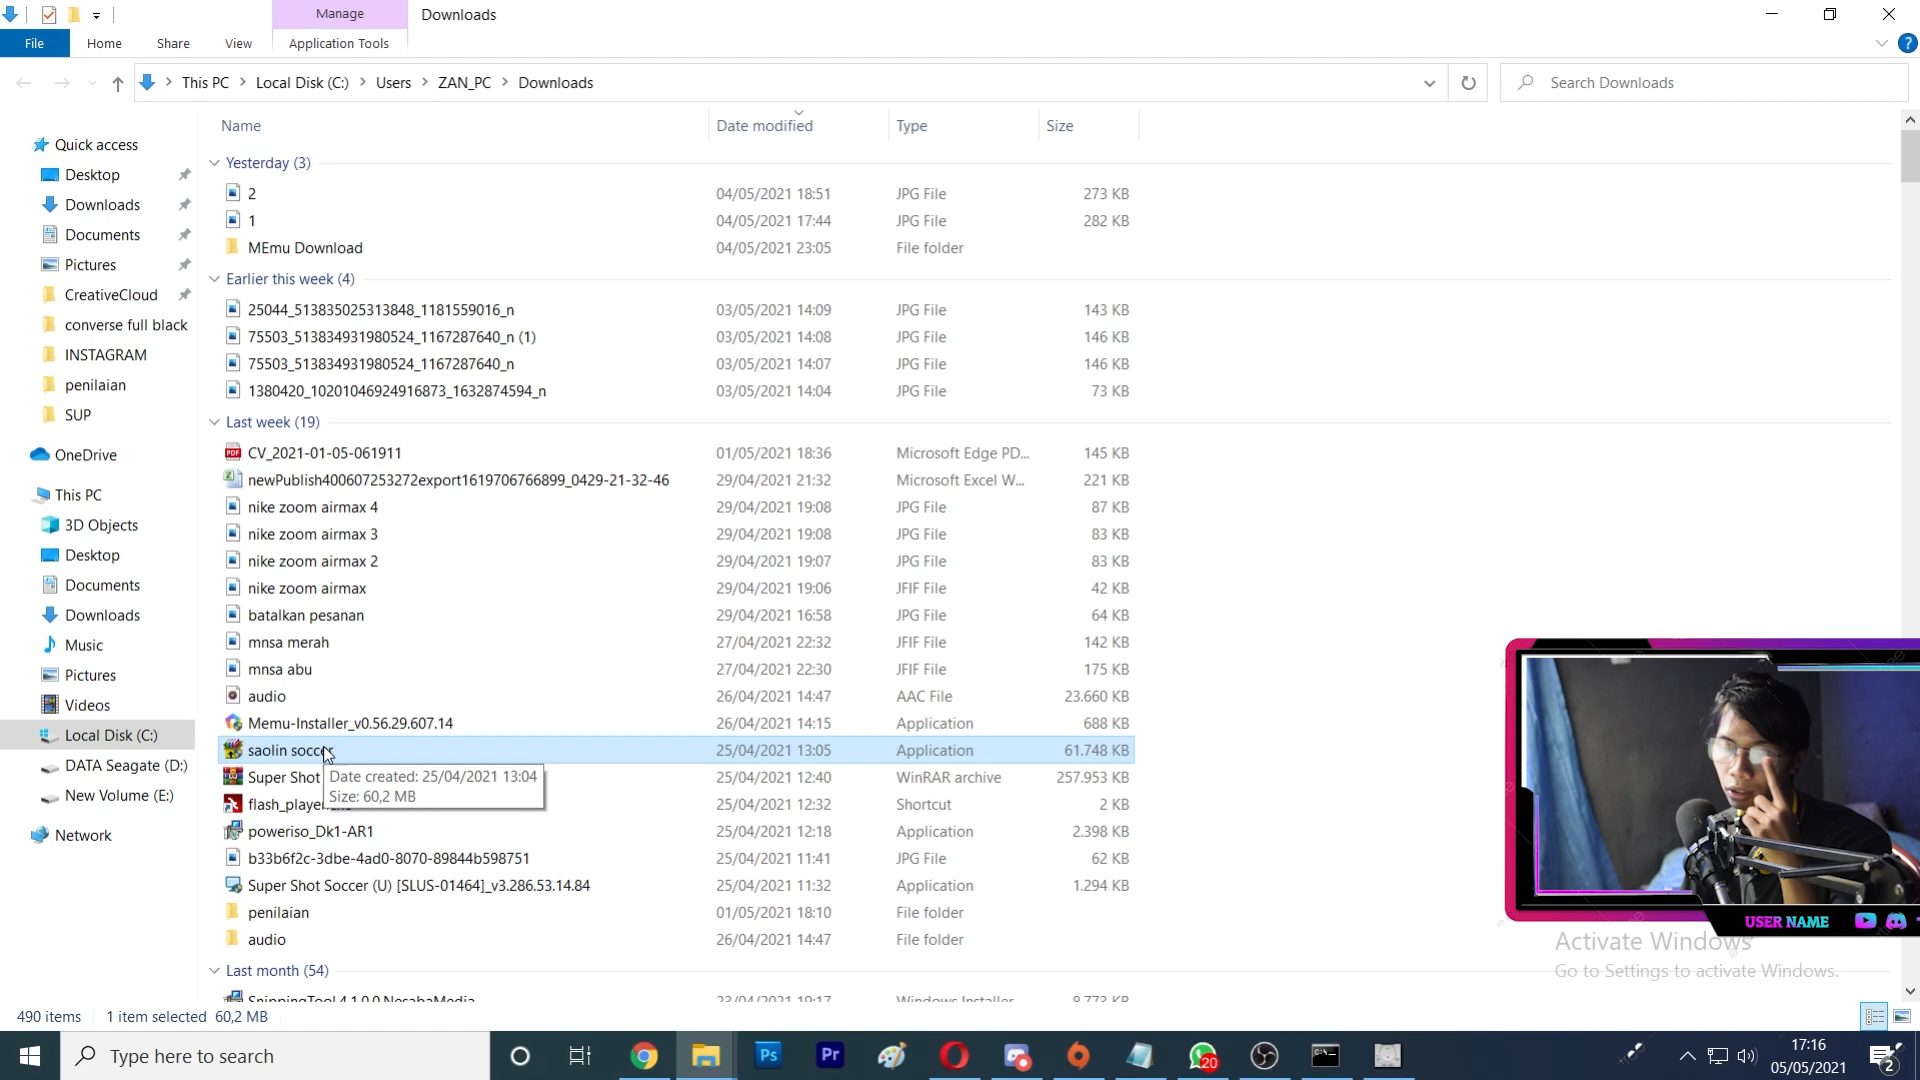 Manage
Downloads
File
Home
Share
View
Application Tools
This PC > Local Disk (C:) > Users > ZAN_PC > Downloads
Search Downloads
Name
Date modified
Type
Size
Quick access
Desktop
Downloads
Documents
Pictures
CreativeCloud
converse full black
INSTAGRAM
penilaian
SUP
OneDrive
This PC
3D Objects
Desktop
Documents
Downloads
Music
Pictures
Videos
Local Disk (C:)
DATA Seagate (D:)
New Volume (E:)
Network
Yesterday (3)
2 04/05/2021 18:51 JPG File 273 KB
1 04/05/2021 17:44 JPG File 282 KB
MEmu Download 04/05/2021 23:05 File folder
Earlier this week (4)
25044_513835025313848_1181559016_n 03/05/2021 14:09 JPG File 143 KB
75503_513834931980524_1167287640_n (1) 03/05/2021 14:08 JPG File 146 KB
75503_513834931980524_1167287640_n 03/05/2021 14:07 JPG File 146 KB
1380420_10201046924916873_1632874594_n 03/05/2021 14:04 JPG File 73 KB
Last week (19)
CV_2021-01-05-061911 01/05/2021 18:36 Microsoft Edge PD... 145 KB
newPublish400607253272export1619706766899_0429-21-32-46 29/04/2021 21:32 Microsoft Excel W... 221 KB
nike zoom airmax 4 29/04/2021 19:08 JPG File 87 KB
nike zoom airmax 3 29/04/2021 19:08 JPG File 83 KB
nike zoom airmax 2 29/04/2021 19:07 JPG File 83 KB
nike zoom airmax 29/04/2021 19:06 JFIF File 42 KB
batalkan pesanan 29/04/2021 16:58 JPG File 64 KB
mnsa merah 27/04/2021 22:32 JFIF File 142 KB
mnsa abu 27/04/2021 22:30 JFIF File 175 KB
audio 26/04/2021 14:47 AAC File 23.660 KB
Memu-Installer_v0.56.29.607.14 26/04/2021 14:15 Application 688 KB
saolin soccer 25/04/2021 13:05 Application 61.748 KB
Super Shot 25/04/2021 12:40 WinRAR archive 257.953 KB
Date created: 25/04/2021 13:04
Size: 60,2 MB
25/04/2021 12:32 Shortcut 2 KB
poweriso_Dk1-AR1 25/04/2021 12:18 Application 2.398 KB
b33b6f2c-3dbe-4ad0-8070-89844b598751 25/04/2021 11:41 JPG File 62 KB
Super Shot Soccer (U) [SLUS-01464]_v3.286.53.14.84 25/04/2021 11:32 Application 1.294 KB
penilaian 01/05/2021 18:10 File folder
audio 26/04/2021 14:47 File folder
Last month (54)
USER NAME
Activate Windows
Go to Settings to activate Windows.
490 items 1 item selected 60,2 MB
Type here to search
Ps
Pr
20
17:16
05/05/2021
2